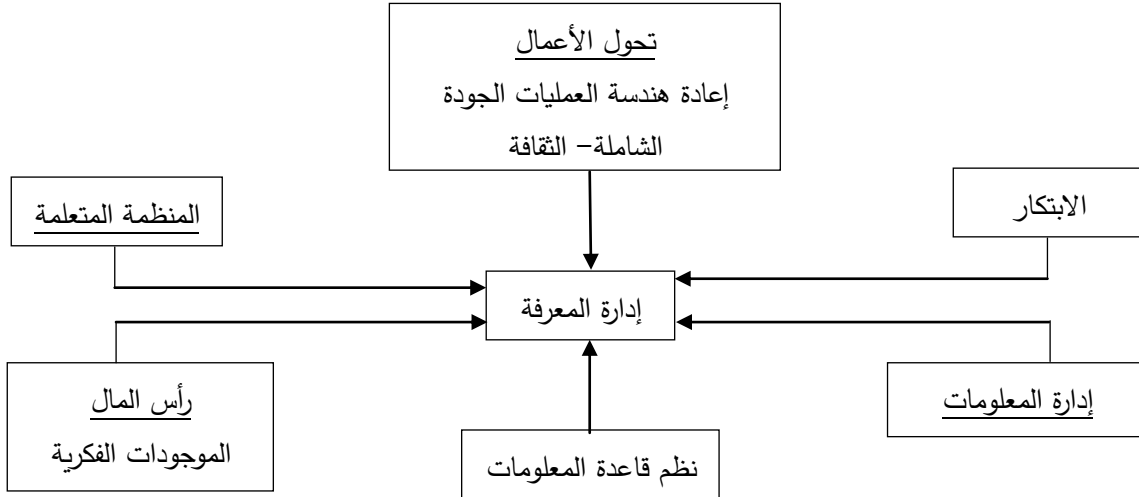 تحول الأعمال
إعادة هندسة العمليات الجودة
الشاملة– الثقافة
الابتكار
المنظمة المتعلمة
إدارة المعرفة
إدارة المعلومات
رأس المال
الموجودات الفكرية
نظم قاعدة المعلومات